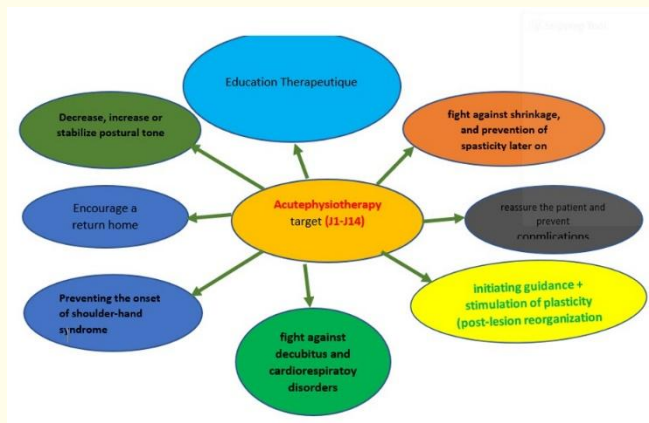 Education Therapeutique
Decrease, increase or
stabilize postural tone
fight against shrinkage,
and prevention of
spasticity later on
Encourage a
return home
Acutephysiotherapy
target (J1-J14)
reassure the patient and
prevent
conmplications
Preventing the onset
of shoulder-hand
syndrome
initiating guidance +
stimulation of plasticity
(post-lesion reorganization
fight against
decubitus and
cardiorespiratoy
disorders